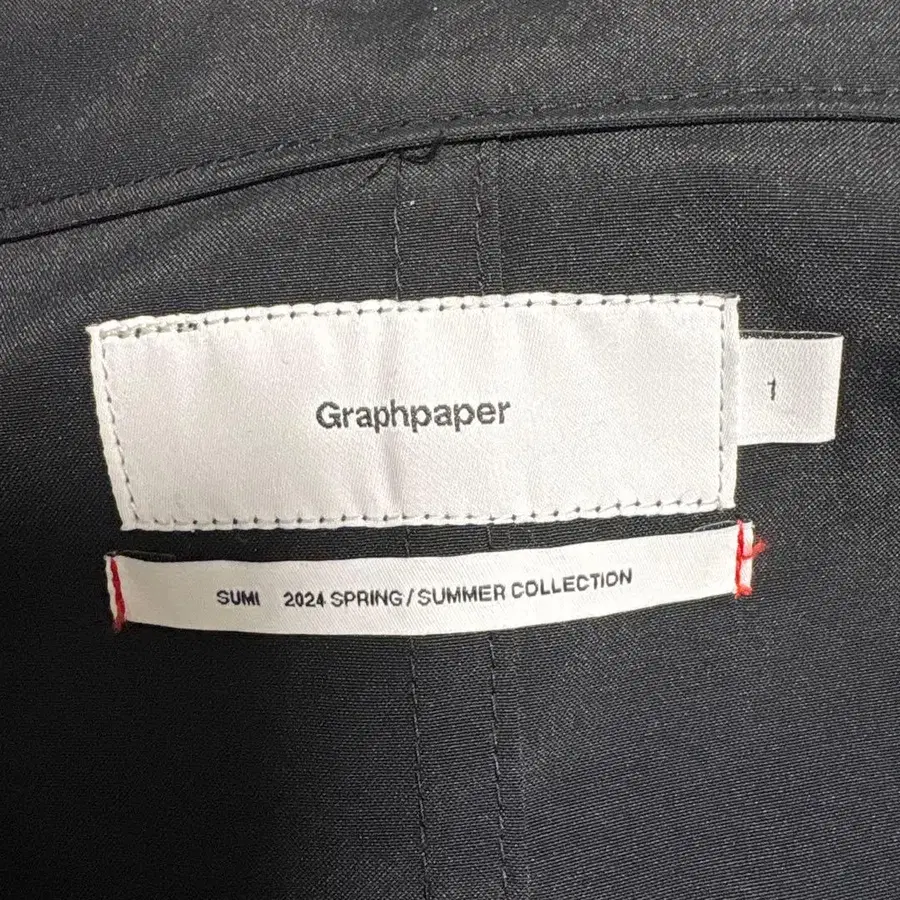 Graphpaper
1
SUMI 2024 SPRING / SUMMER COLLECTION